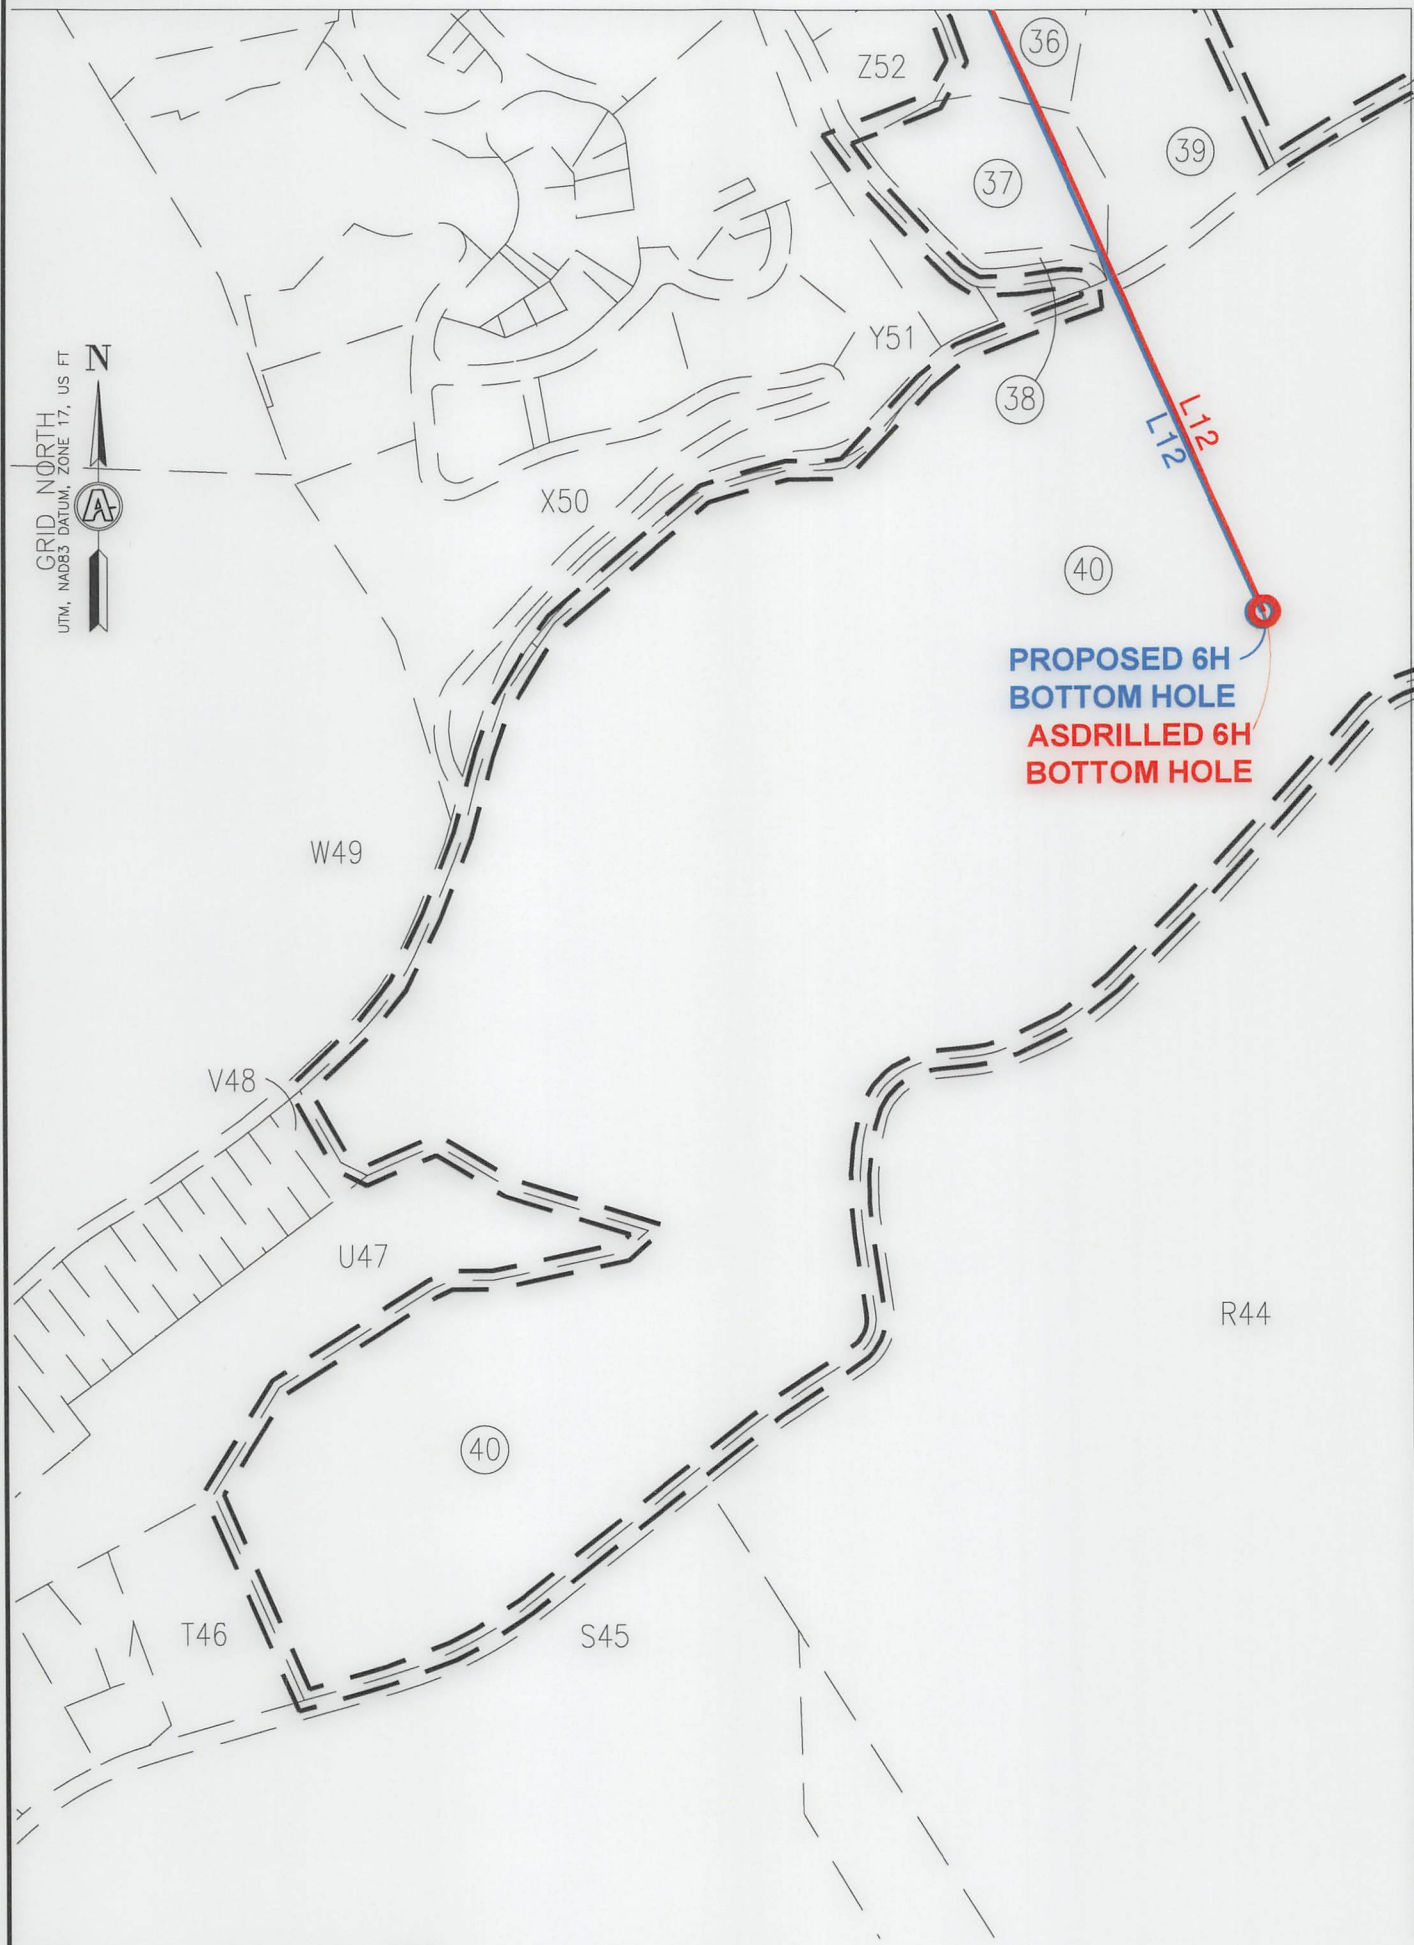 36
Z52
39
37
Y51
38
L12
L12
N
GRID NORTH
UTM, NAD83 DATUM, ZONE 17, US FT
A
X50
40
PROPOSED 6H
BOTTOM HOLE
ASDRILLED 6H
BOTTOM HOLE
W49
V48
U47
R44
40
T46
S45